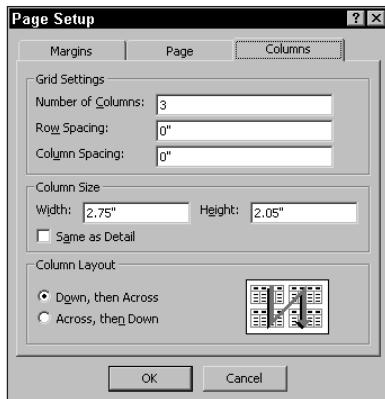 Page Setup
Margins Page Columns
Grid Settings
Number of Columns: 3
Row Spacing: 0"
Column Spacing: 0"
Column Size
Width: 2.75" Height: 2.05"
Same as Detail
Column Layout
Down, then Across
Across, then Down
OK Cancel